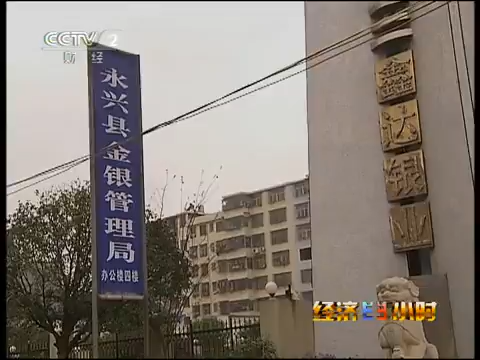 CCTV 2
财 经
永兴县金银管理局
办公楼四楼
鑫达银业
经济半小时